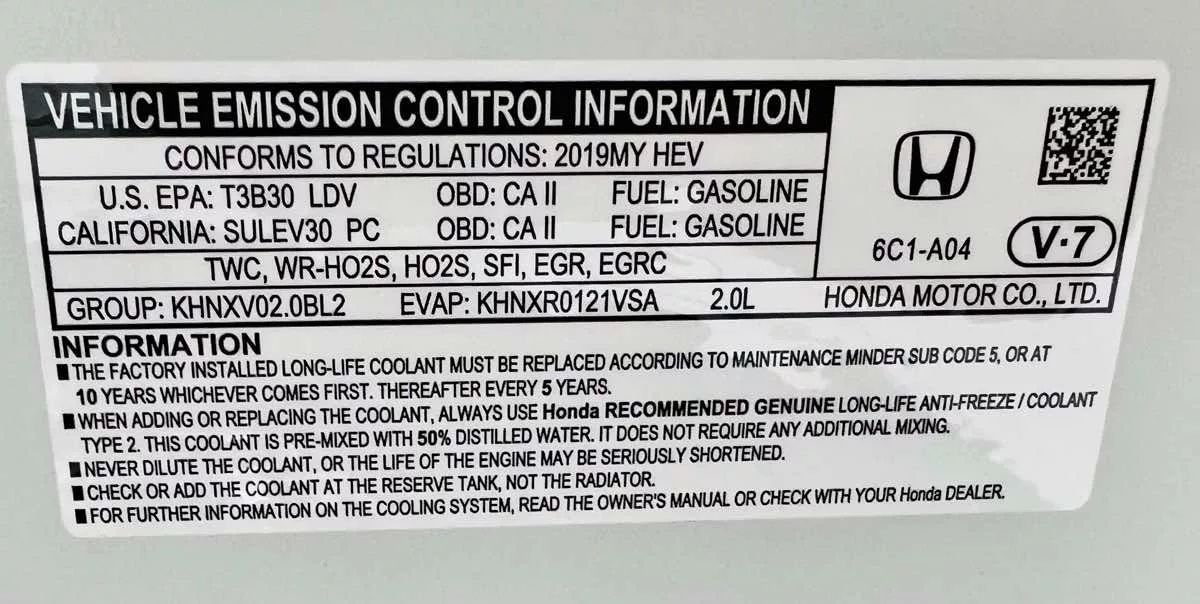 VEHICLE EMISSION CONTROL INFORMATION
CONFORMS TO REGULATIONS: 2019MY HEV
U.S. EPA: T3B30 LDV OBD: CA II FUEL: GASOLINE
CALIFORNIA: SULEV30 PC OBD: CA II FUEL: GASOLINE
6C1-A04 V·7
TWC, WR-HO2S, HO2S, SFI, EGR, EGRC
GROUP: KHNXV02.0BL2 EVAP: KHNXR0121VSA 2.0L HONDA MOTOR CO., LTD.
INFORMATION
■ THE FACTORY INSTALLED LONG-LIFE COOLANT MUST BE REPLACED ACCORDING TO MAINTENANCE MINDER SUB CODE 5, OR AT
10 YEARS WHICHEVER COMES FIRST. THEREAFTER EVERY 5 YEARS.
■ WHEN ADDING OR REPLACING THE COOLANT, ALWAYS USE Honda RECOMMENDED GENUINE LONG-LIFE ANTI-FREEZE / COOLANT
TYPE 2. THIS COOLANT IS PRE-MIXED WITH 50% DISTILLED WATER. IT DOES NOT REQUIRE ANY ADDITIONAL MIXING.
■ NEVER DILUTE THE COOLANT, OR THE LIFE OF THE ENGINE MAY BE SERIOUSLY SHORTENED.
■ CHECK OR ADD THE COOLANT AT THE RESERVE TANK, NOT THE RADIATOR.
■ FOR FURTHER INFORMATION ON THE COOLING SYSTEM, READ THE OWNER'S MANUAL OR CHECK WITH YOUR Honda DEALER.